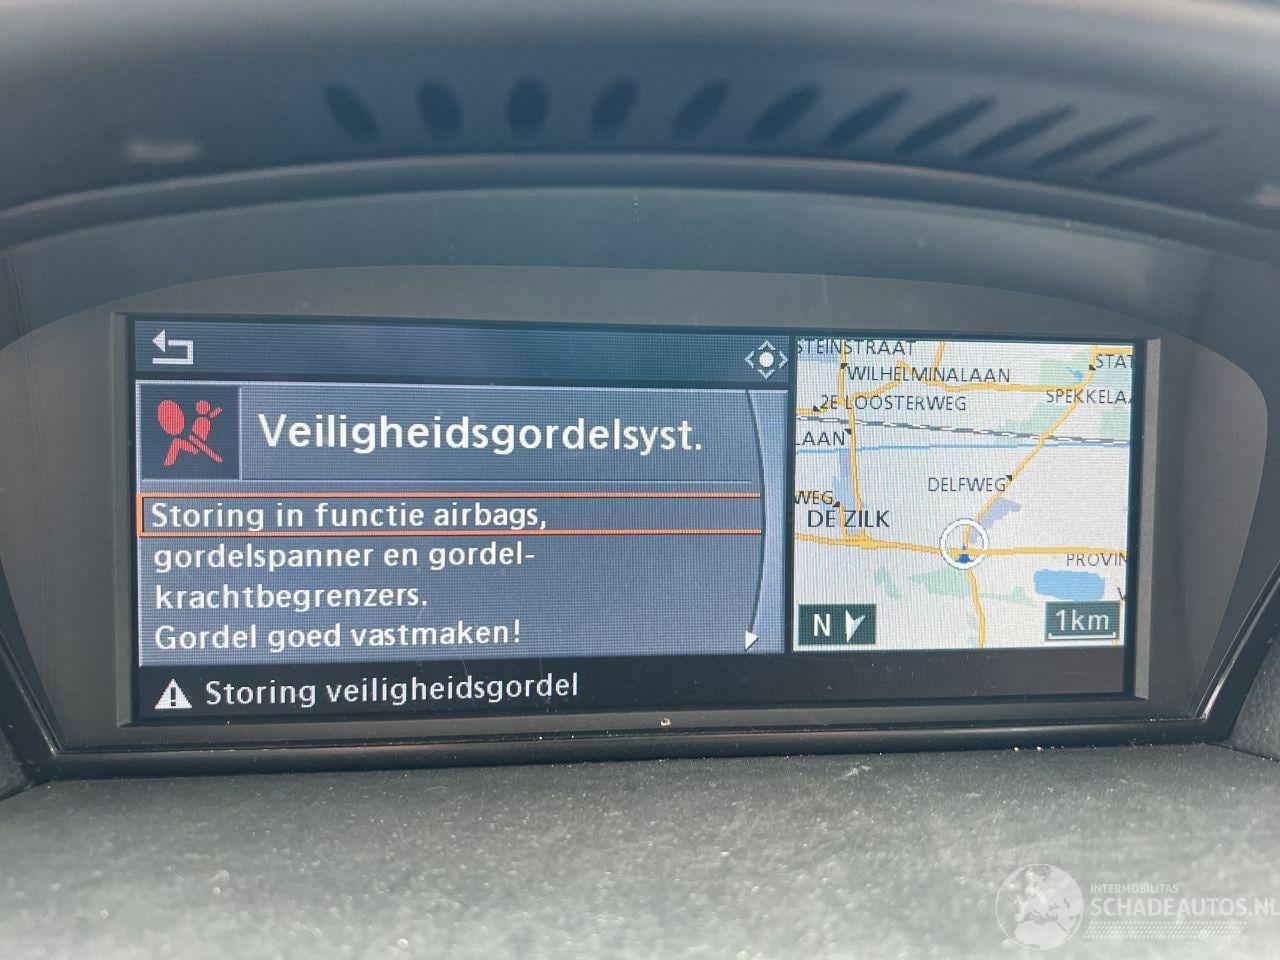 Veiligheidsgordelsyst.
Storing in functie airbags,
gordelspanner en gordel-
krachtbegrenzers.
Gordel goed vastmaken!
Storing veiligheidsgordel
STEINSTRAAT
STAT
WILHELMINALAAN
SPEKKELA
2E LOOSTERWEG
LAAN
DELFWEG
WEG
DE ZILK
PROVIN
N
1km
INTERMOBILITAS
SCHADEAUTOS.NL